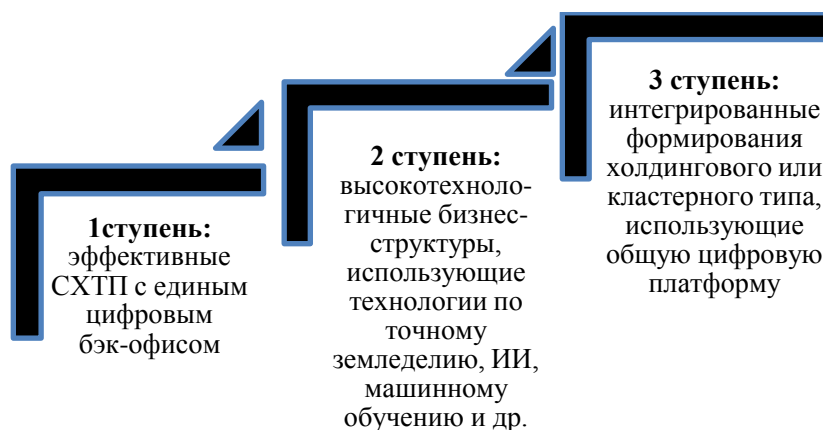 1ступень:
эффективные
СХТП с единым
цифровым
бэк-офисом
2 ступень:
высокотехноло-
гичные бизнес-
структуры,
использующие
технологии по
точному
земледелию, ИИ,
машинному
обучению и др.
3 ступень:
интегрированные
формирования
холдингового или
кластерного типа,
использующие
общую цифровую
платформу